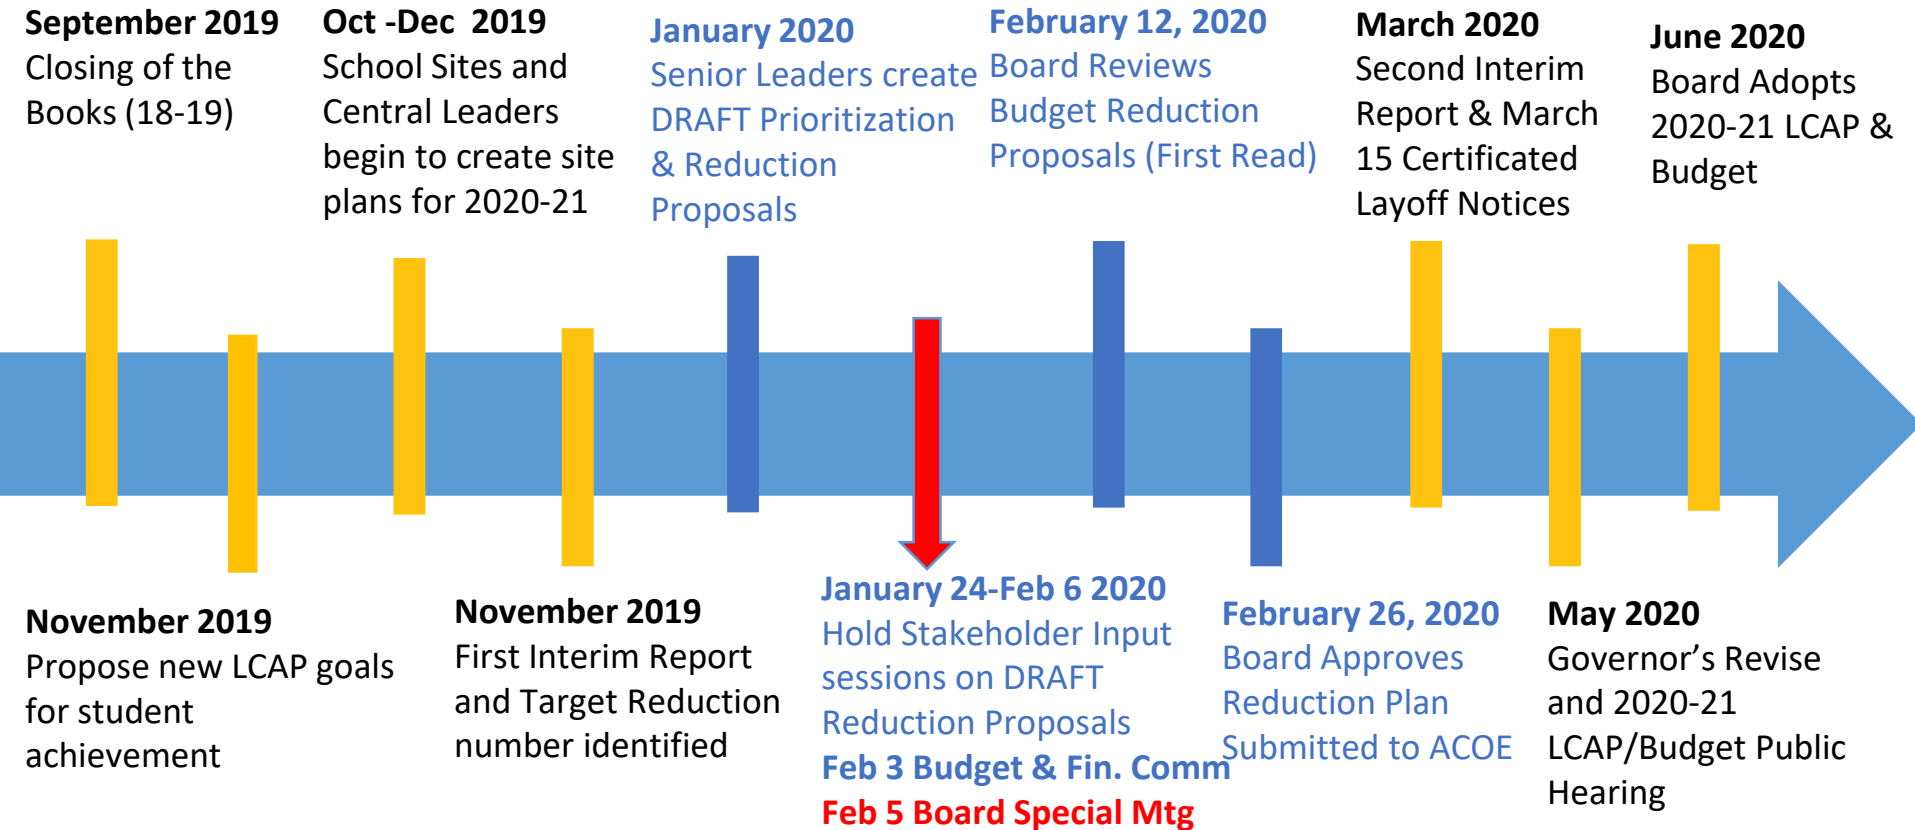 September 2019
Closing of the
Books (18-19)
Oct -Dec  2019
School Sites and
Central Leaders
begin to create site
plans for 2020-21
January 2020
Senior Leaders create
DRAFT Prioritization
& Reduction
Proposals
February 12, 2020
Board Reviews
Budget Reduction
Proposals (First Read)
March 2020
Second Interim
Report & March
15 Certificated
Layoff Notices
June 2020
Board Adopts
2020-21 LCAP &
Budget
November 2019
Propose new LCAP goals
for student
achievement
November 2019
First Interim Report
and Target Reduction
number identified
January 24-Feb 6 2020
Hold Stakeholder Input
sessions on DRAFT
Reduction Proposals
Feb 3 Budget & Fin. Comm
Feb 5 Board Special Mtg
February 26, 2020
Board Approves
Reduction Plan
Submitted to ACOE
May 2020
Governor’s Revise
and 2020-21
LCAP/Budget Public
Hearing